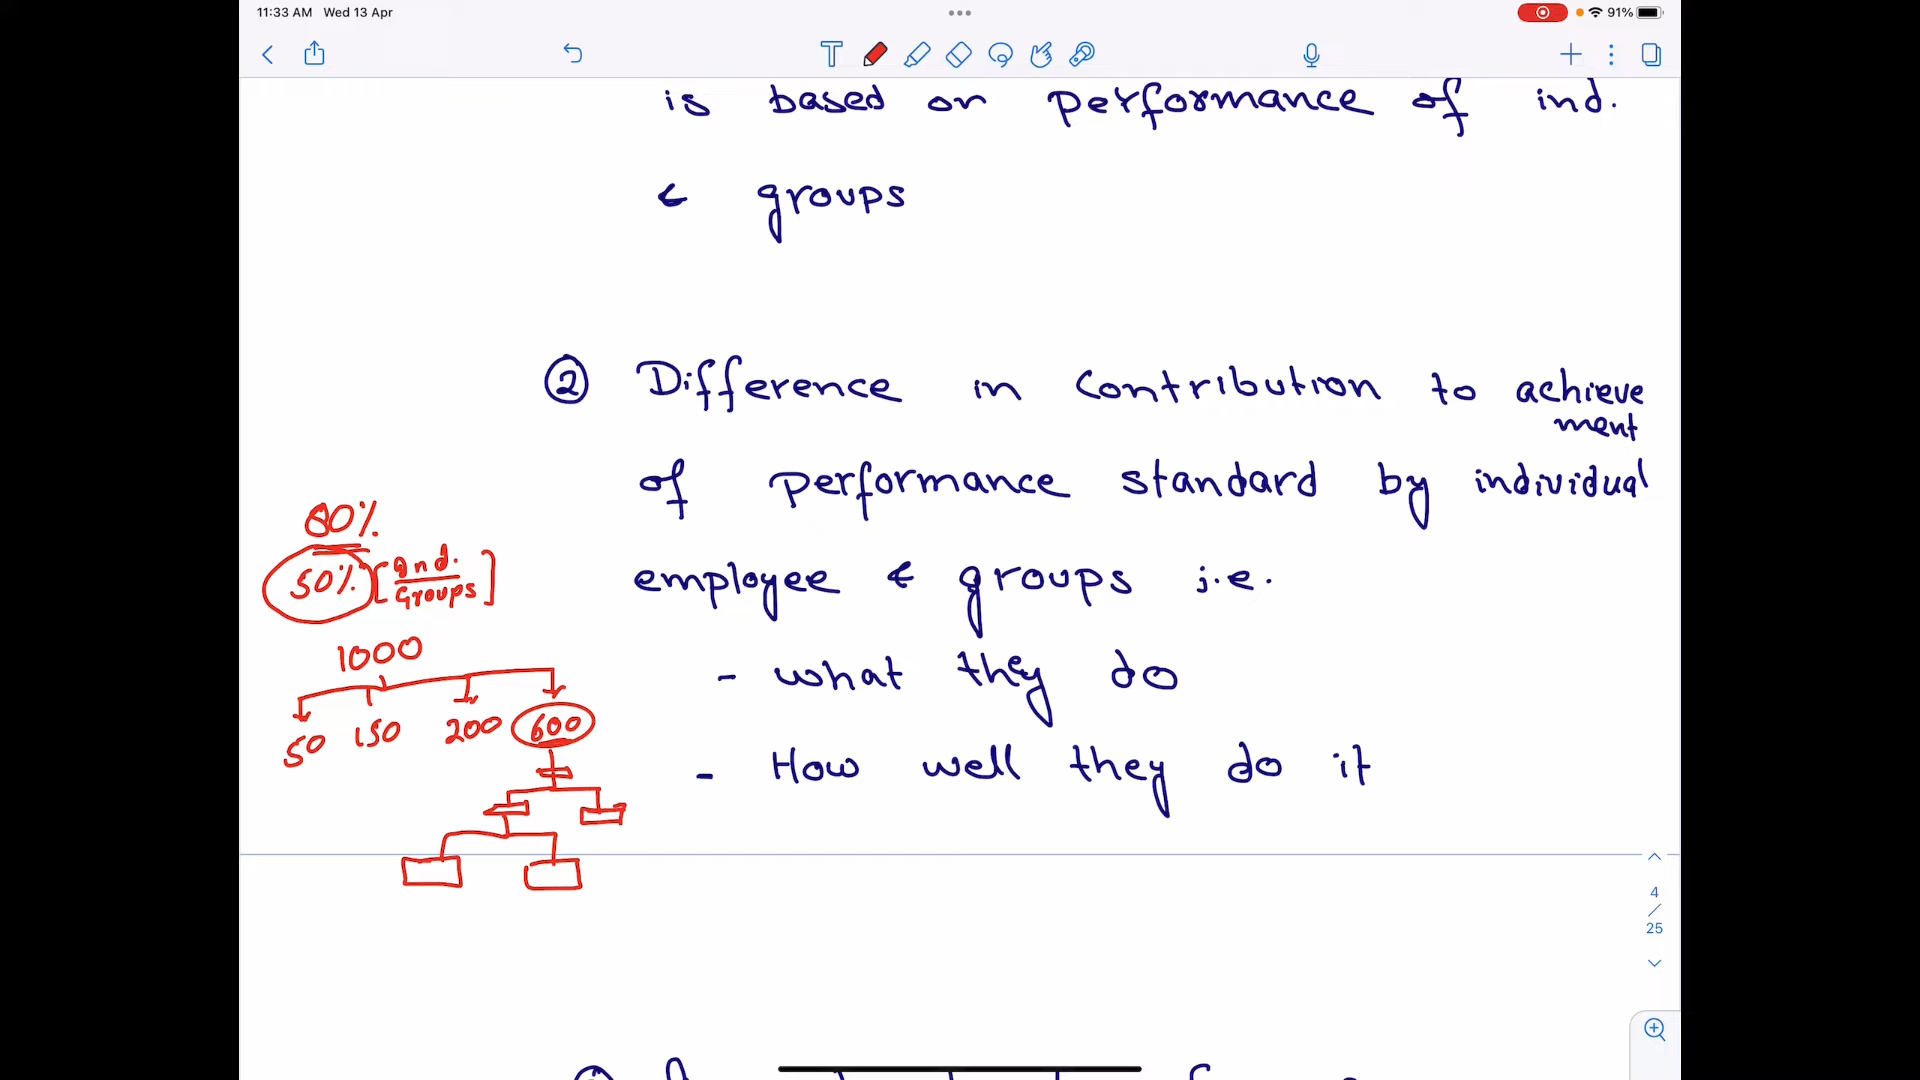 11:33 AM Wed 13 Apr
91%
T
is based on performance of ind.
& groups
② Difference in contribution to achieve
ment
of performance standard by individual
employee & groups i.e.
- what they do
- How well they do it
80%
50% [Ind.
Groups]
1000
50 150 200 600
4
/
25